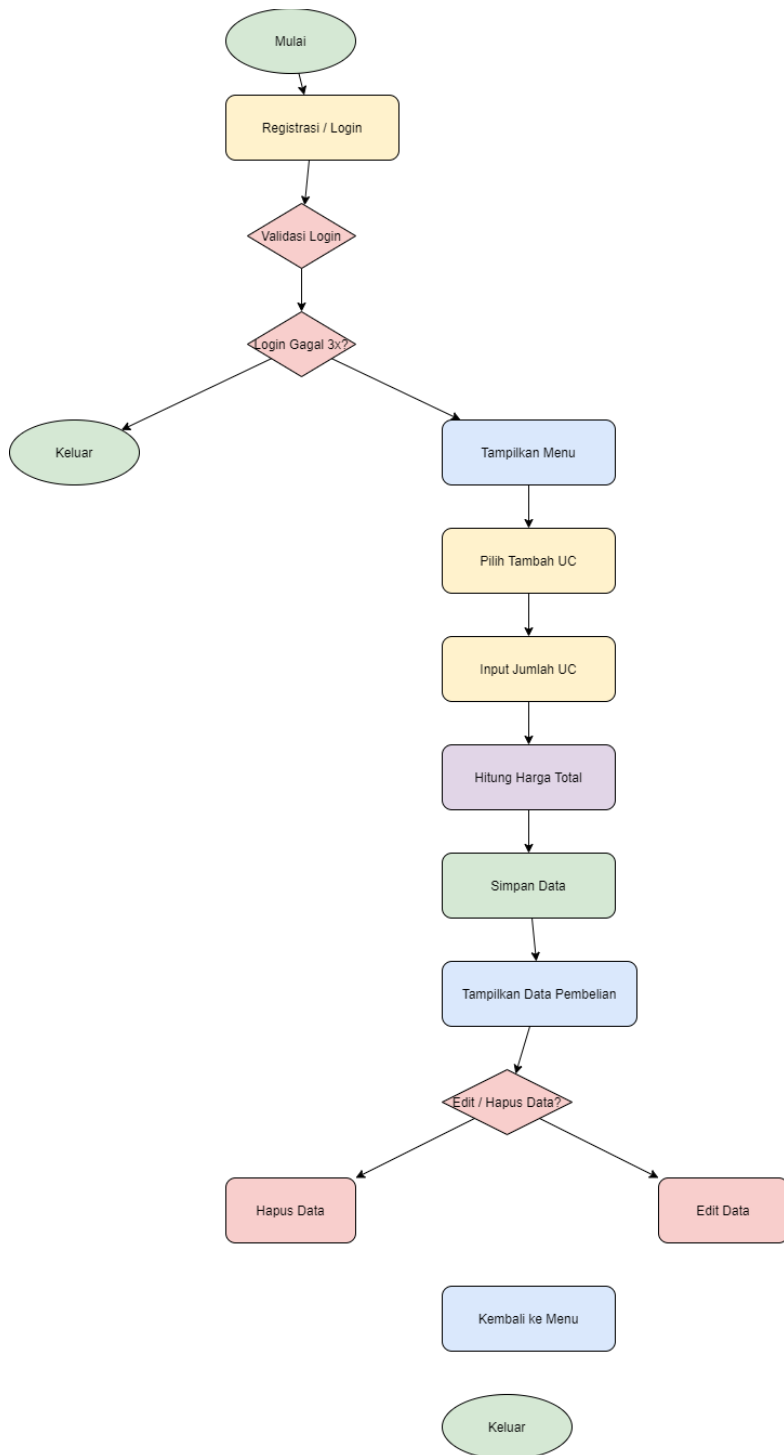 Mulai
Registrasi / Login
Validasi Login
Login Gagal 3x?
Keluar
Tampilkan Menu
Pilih Tambah UC
Input Jumlah UC
Hitung Harga Total
Simpan Data
Tampilkan Data Pembelian
Edit / Hapus Data?
Hapus Data
Edit Data
Kembali ke Menu
Keluar